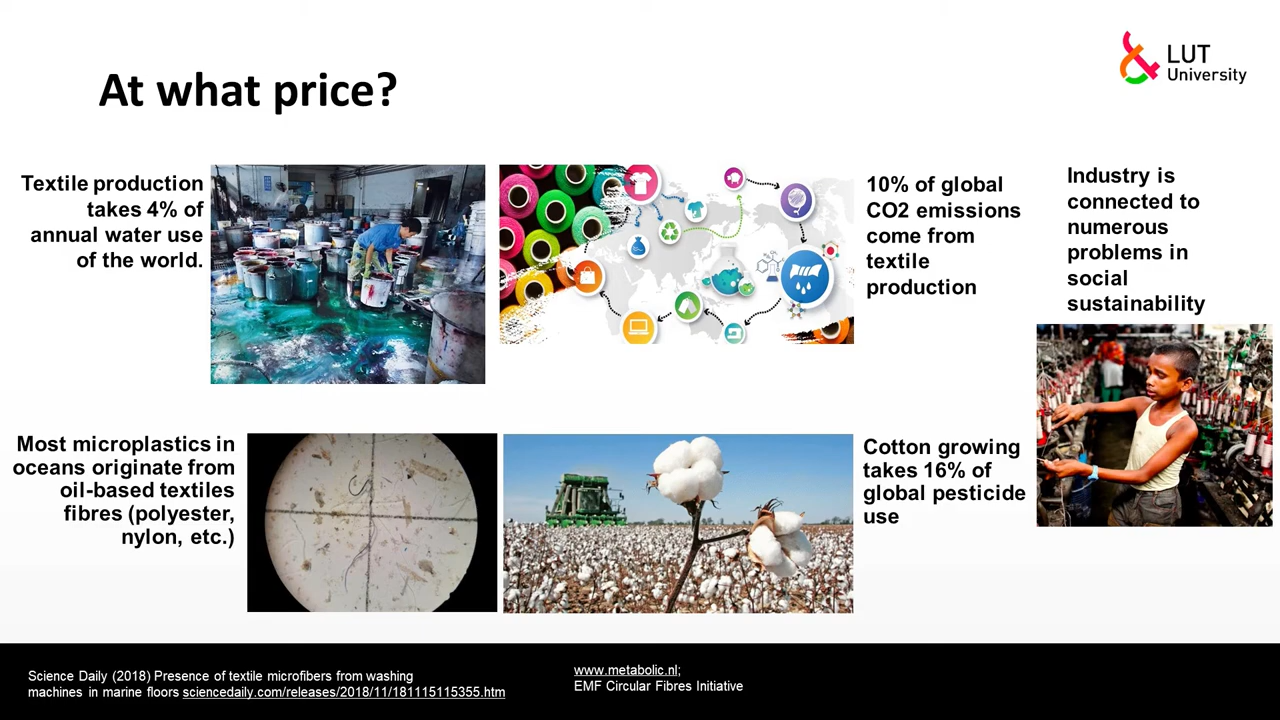 At what price?
LUT
University
Textile production
takes 4% of
annual water use
of the world.
10% of global
CO2 emissions
come from
textile
production
Industry is
connected to
numerous
problems in
social
sustainability
Most microplastics in
oceans originate from
oil-based textiles
fibres (polyester,
nylon, etc.)
Cotton growing
takes 16% of
global pesticide
use
Science Daily (2018) Presence of textile microfibers from washing
machines in marine floors sciencedaily.com/releases/2018/11/181115115355.htm
www.metabolic.nl;
EMF Circular Fibres Initiative